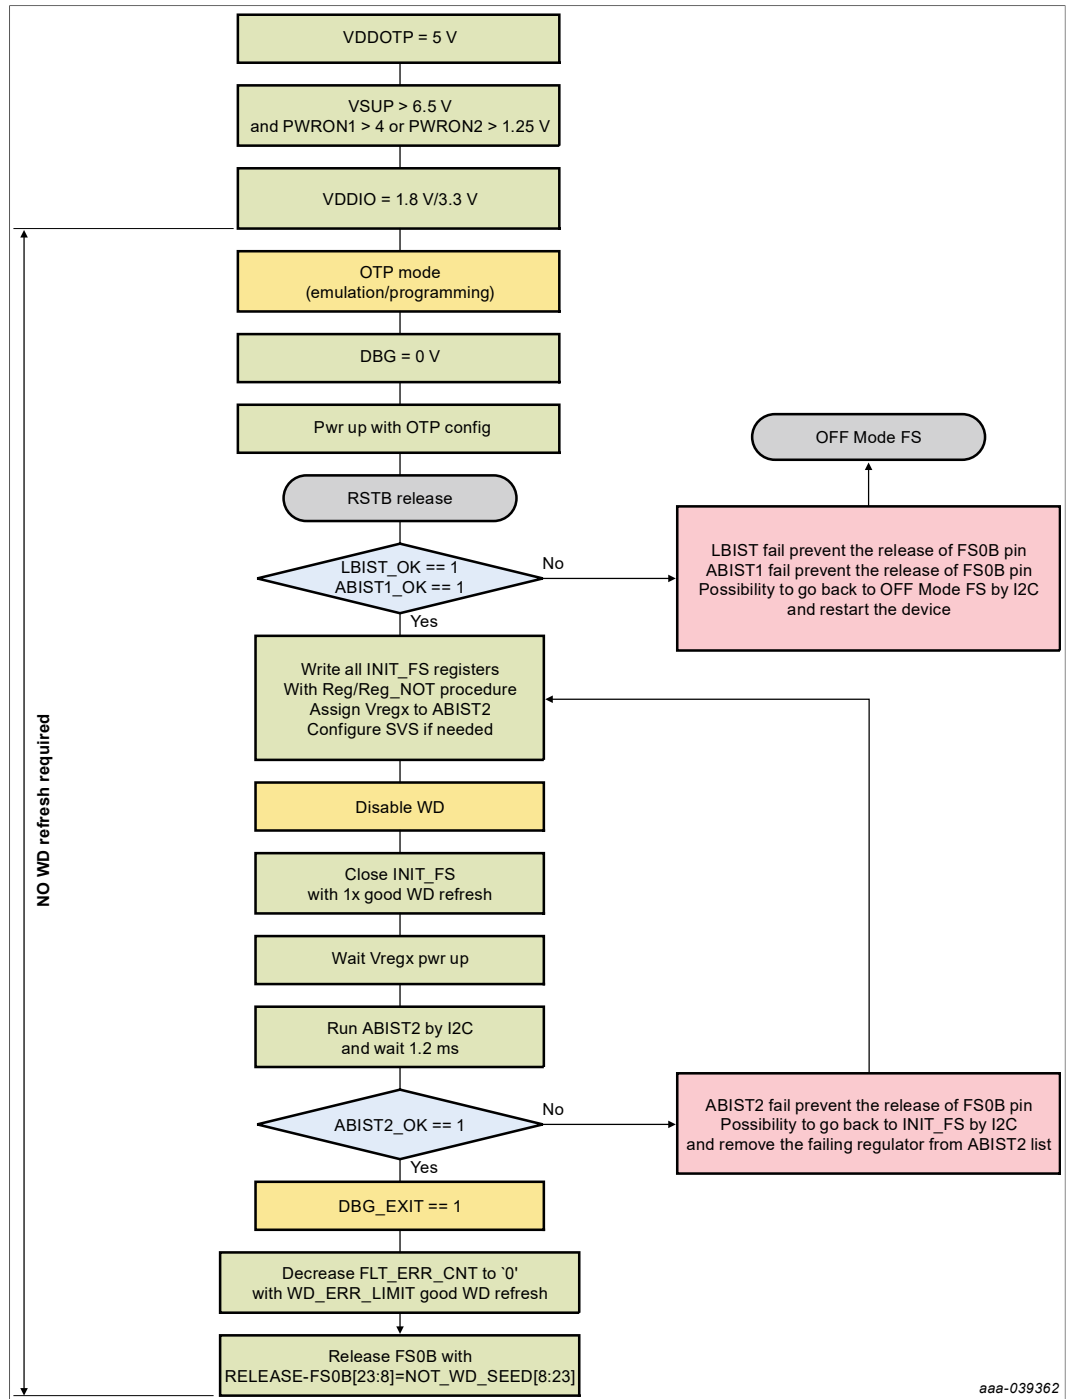 VDDOTP = 5 V
VSUP > 6.5 V
and PWRON1 > 4 or PWRON2 > 1.25 V
VDDIO = 1.8 V/3.3 V
OTP mode
(emulation/programming)
DBG = 0 V
Pwr up with OTP config
OFF Mode FS
RSTB release
LBIST_OK == 1
ABIST1_OK == 1
No
Yes
LBIST fail prevent the release of FS0B pin
ABIST1 fail prevent the release of FS0B pin
Possibility to go back to OFF Mode FS by I2C
and restart the device
Write all INIT_FS registers
With Reg/Reg_NOT procedure
Assign Vregx to ABIST2
Configure SVS if needed
NO WD refresh required
Disable WD
Close INIT_FS
with 1x good WD refresh
Wait Vregx pwr up
Run ABIST2 by I2C
and wait 1.2 ms
ABIST2_OK == 1
No
Yes
ABIST2 fail prevent the release of FS0B pin
Possibility to go back to INIT_FS by I2C
and remove the failing regulator from ABIST2 list
DBG_EXIT == 1
Decrease FLT_ERR_CNT to `0'
with WD_ERR_LIMIT good WD refresh
Release FS0B with
RELEASE-FS0B[23:8]=NOT_WD_SEED[8:23]
aaa-039362